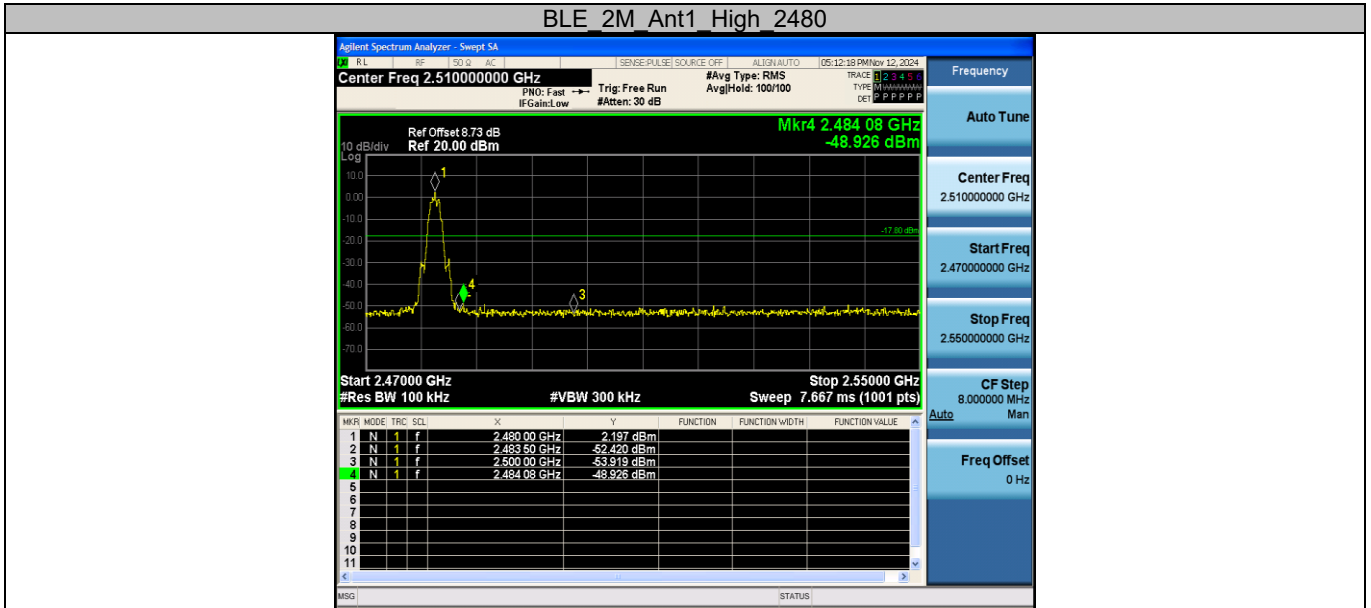 BLE_2M_Ant1_High_2480
Agilent Spectrum Analyzer - Swept SA
LXI RL RF 50 Ω AC SENSE:PULSE SOURCE OFF ALIGN AUTO 05:12:18 PM Nov 12, 2024
Center Freq 2.510000000 GHz #Avg Type: RMS TRACE 1 2 3 4 5 6
PNO: Fast Trig: Free Run Avg|Hold: 100/100 TYPE M WWWWW
IFGain:Low #Atten: 30 dB DET P P P P P P
Frequency
Mkr4 2.484 08 GHz
-48.926 dBm
Ref Offset 8.73 dB
10 dB/div Ref 20.00 dBm
Log
10.0
0.00
-10.0
-20.0
-30.0
-40.0
-50.0
-60.0
-70.0
-17.80 dBm
1
4
3
Start 2.47000 GHz Stop 2.55000 GHz
#Res BW 100 kHz #VBW 300 kHz Sweep 7.667 ms (1001 pts)
MKR MODE TRC SCL X Y FUNCTION FUNCTION WIDTH FUNCTION VALUE
1 N 1 f 2.480 00 GHz 2.197 dBm
2 N 1 f 2.483 50 GHz -52.420 dBm
3 N 1 f 2.500 00 GHz -53.919 dBm
4 N 1 f 2.484 08 GHz -48.926 dBm
5
6
7
8
9
10
11
MSG STATUS
Auto Tune
Center Freq
2.510000000 GHz
Start Freq
2.470000000 GHz
Stop Freq
2.550000000 GHz
CF Step
8.000000 MHz
Auto Man
Freq Offset
0 Hz